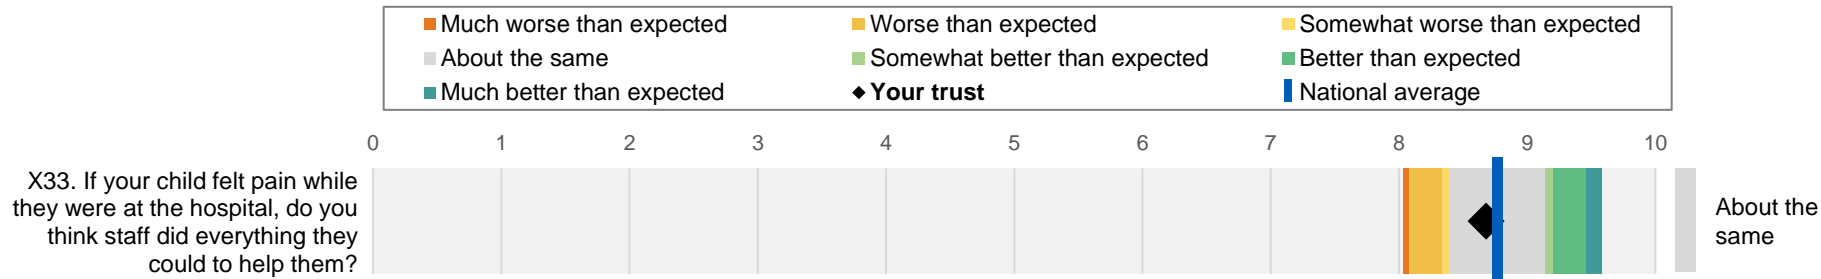 Much worse than expected
Worse than expected
Somewhat worse than expected
About the same
Somewhat better than expected
Better than expected
Much better than expected
Your trust
National average
0 1 2 3 4 5 6 7 8 9 10
X33. If your child felt pain while
they were at the hospital, do you
think staff did everything they
could to help them?
About the
same